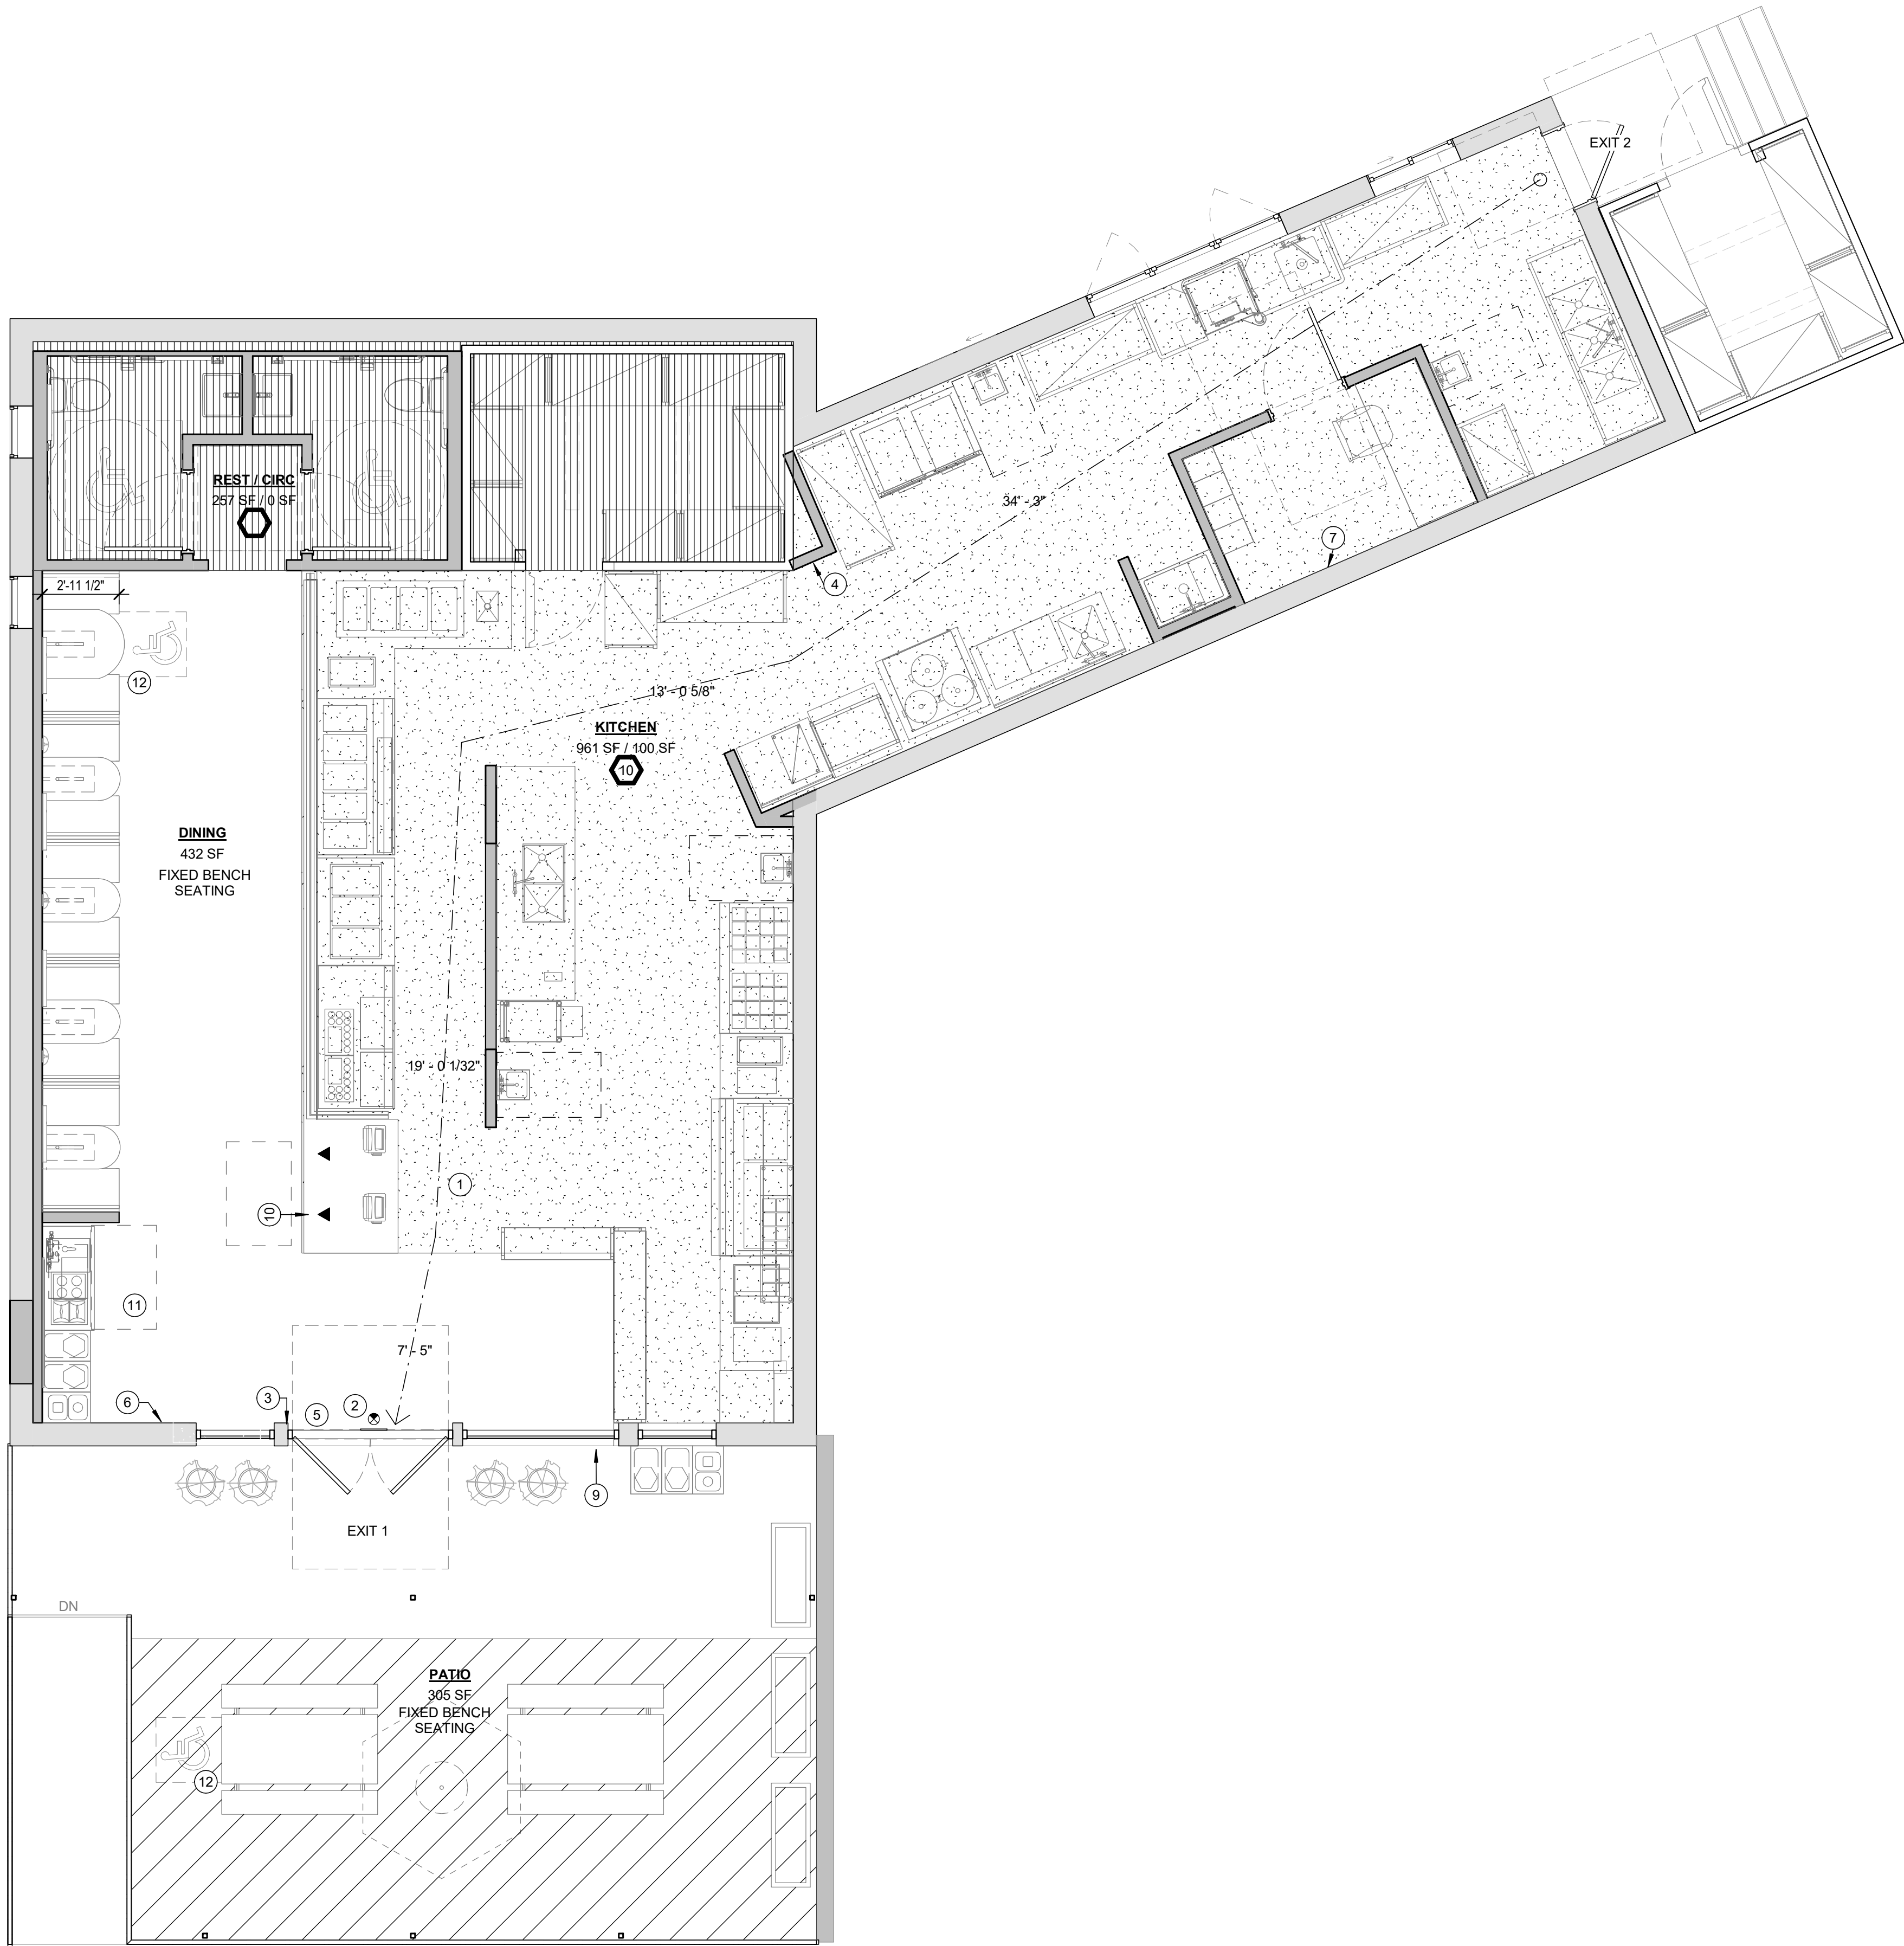 EXIT 2
REST / CIRC
257 SF / 0 SF
34' - 3"
7
2'-11 1/2"
4
12
13' - 0 5/8"
KITCHEN
961 SF / 100 SF
10
DINING
432 SF
FIXED BENCH
SEATING
19' - 0 1/32"
1
10
11
7' - 5"
6
3
5
2
9
EXIT 1
DN
PATIO
305 SF
FIXED BENCH
SEATING
12